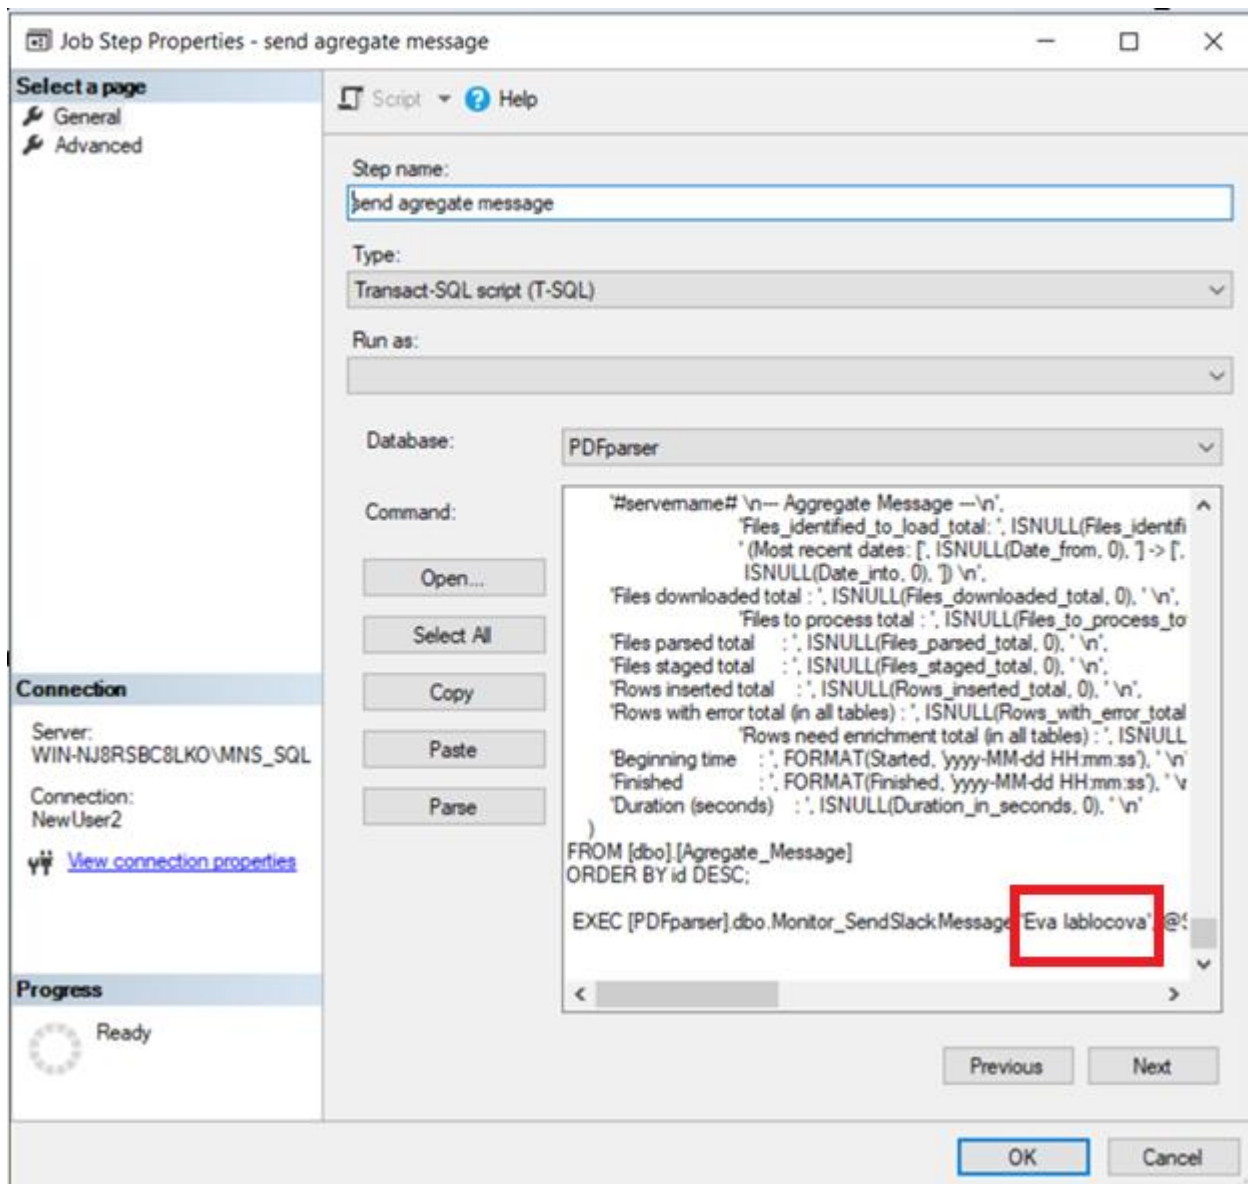 Job Step Properties - send agregate message
Select a page
General
Advanced
Script
Help
Step name:
send agregate message
Type:
Transact-SQL script (T-SQL)
Run as:
Database:
PDFparser
Command:
Open...
Select All
Copy
Paste
Parse
'#servername# \n--- Aggregate Message ---\n',
'Files_identified_to_load_total: ', ISNULL(Files_identifi
' (Most recent dates: [', ISNULL(Date_from, 0), '] -> [',
ISNULL(Date_into, 0), ']) \n',
'Files downloaded total : ', ISNULL(Files_downloaded_total, 0), ' \n',
'Files to process total : ', ISNULL(Files_to_process_to
'Files parsed total : ', ISNULL(Files_parsed_total, 0), ' \n',
'Files staged total : ', ISNULL(Files_staged_total, 0), ' \n',
'Rows inserted total : ', ISNULL(Rows_inserted_total, 0), ' \n',
'Rows with error total (in all tables) : ', ISNULL(Rows_with_error_total
'Rows need enrichment total (in all tables) : ', ISNULL
'Beginning time : ', FORMAT(Started, 'yyyy-MM-dd HH:mm:ss'), ' \n'
'Finished : ', FORMAT(Finished, 'yyyy-MM-dd HH:mm:ss'), ' \
'Duration (seconds) : ', ISNULL(Duration_in_seconds, 0), ' \n'
)
FROM [dbo].[Agregate_Message]
ORDER BY id DESC;
EXEC [PDFparser].dbo.Monitor_SendSlackMessage 'Eva Iablocova', @S
Connection
Server:
WIN-NJ8RSBC8LKO\MNS_SQL
Connection:
NewUser2
View connection properties
Progress
Ready
Previous
Next
OK
Cancel